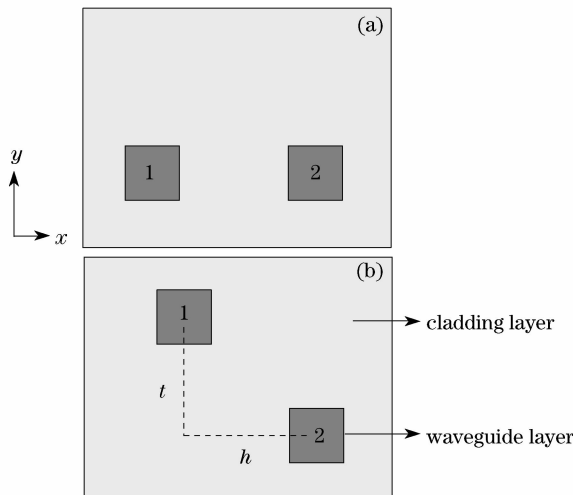 (a)
1
2
y
x
(b)
1
cladding layer
t
2
waveguide layer
h